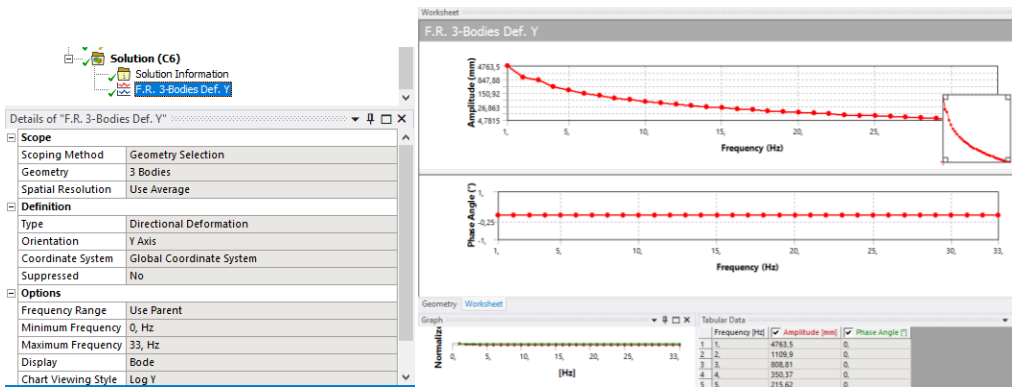 Solution (C6)
Solution Information
F.R. 3-Bodies Def. Y
Details of "F.R. 3-Bodies Def. Y"
Scope
Scoping Method Geometry Selection
Geometry 3 Bodies
Spatial Resolution Use Average
Definition
Type Directional Deformation
Orientation Y Axis
Coordinate System Global Coordinate System
Suppressed No
Options
Frequency Range Use Parent
Minimum Frequency 0, Hz
Maximum Frequency 33, Hz
Display Bode
Chart Viewing Style Log Y
Worksheet
F.R. 3-Bodies Def. Y
Amplitude (mm)
4763,5
847,88
150,92
26,863
4,7815
1, 5, 10, 15, 20, 25,
Frequency (Hz)
Phase Angle (°)
1,
-0,25
-1,
1, 5, 10, 15, 20, 25, 30, 33,
Frequency (Hz)
Geometry Worksheet
Graph
Normaliz
0, 5, 10, 15, 20, 25, 33,
[Hz]
Tabular Data
Frequency [Hz] Amplitude [mm] Phase Angle [°]
1 1, 4763,5 0,
2 2, 1109,9 0,
3 3, 808,81 0,
4 4, 350,37 0,
5 5, 215,62 0,